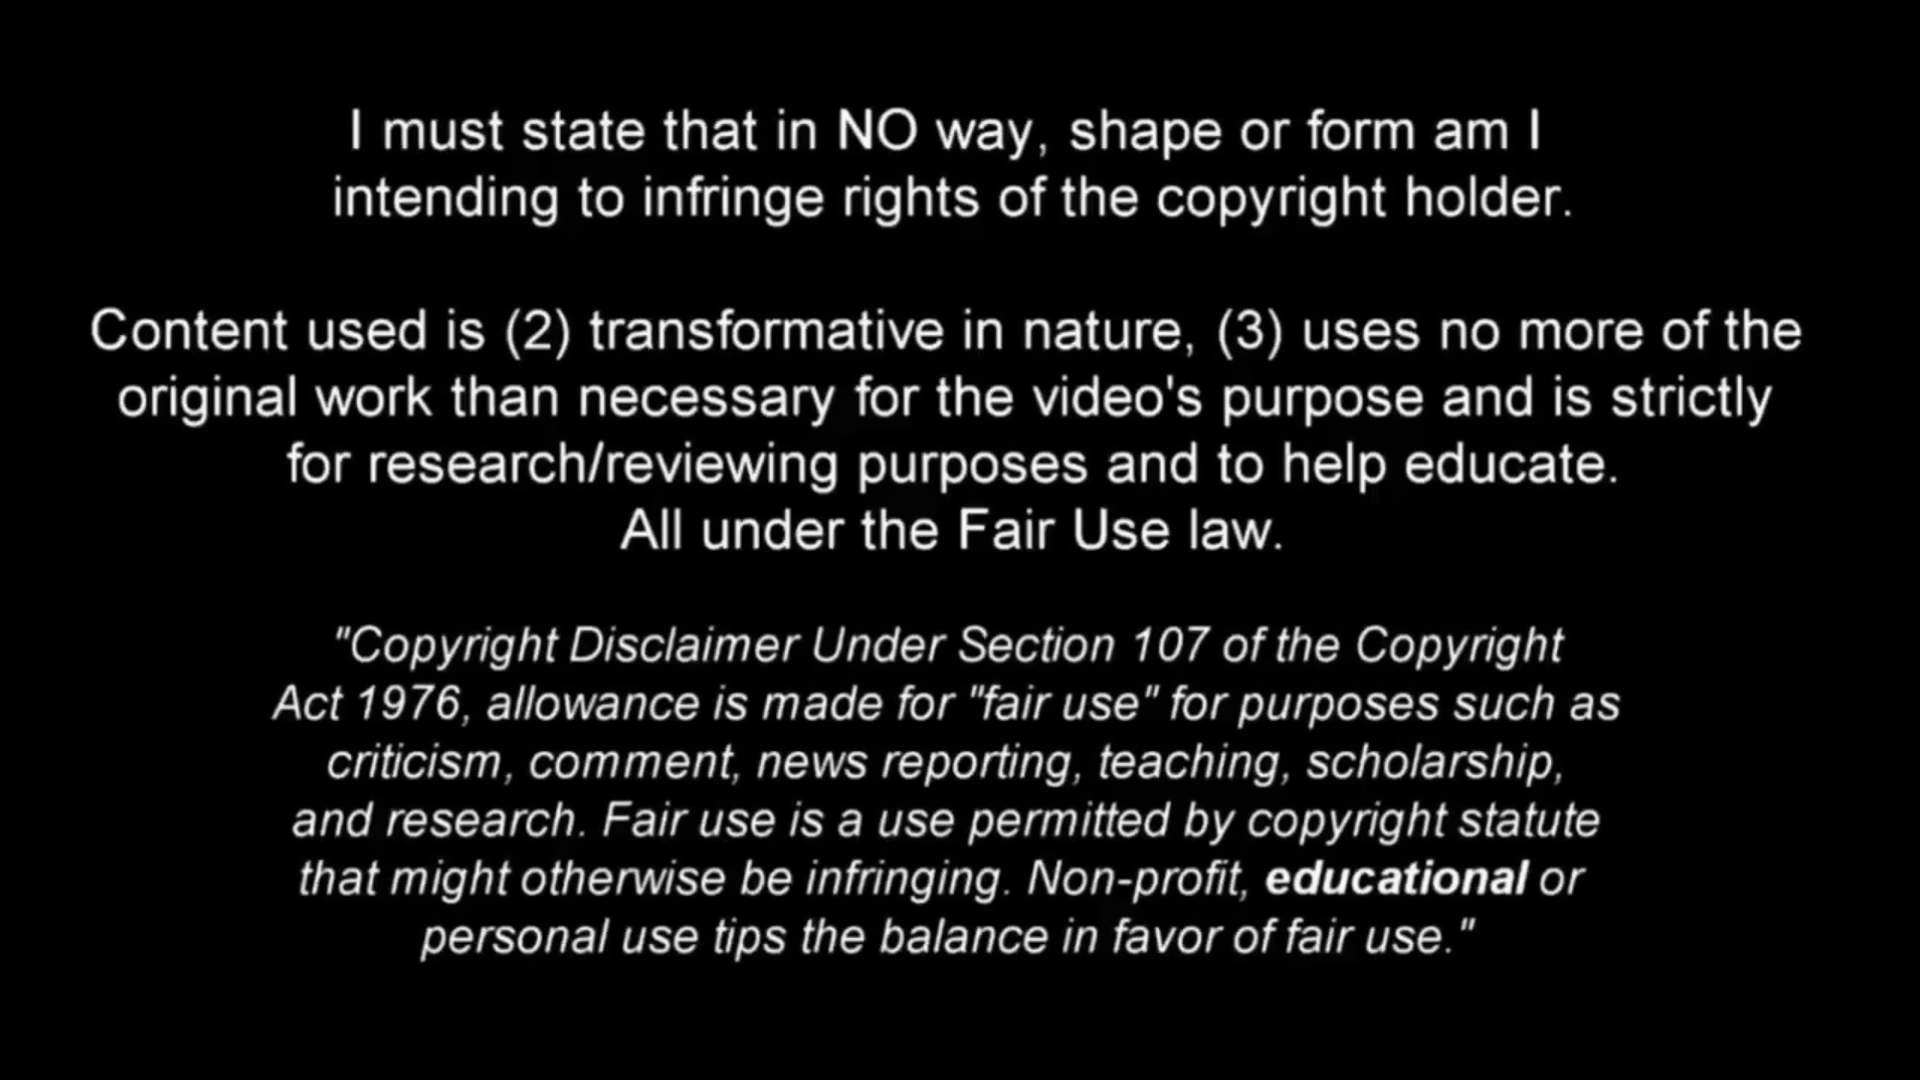 I must state that in NO way, shape or form am I
intending to infringe rights of the copyright holder.
Content used is (2) transformative in nature, (3) uses no more of the
original work than necessary for the video's purpose and is strictly
for research/reviewing purposes and to help educate.
All under the Fair Use law.
"Copyright Disclaimer Under Section 107 of the Copyright
Act 1976, allowance is made for "fair use" for purposes such as
criticism, comment, news reporting, teaching, scholarship,
and research. Fair use is a use permitted by copyright statute
that might otherwise be infringing. Non-profit, educational or
personal use tips the balance in favor of fair use."